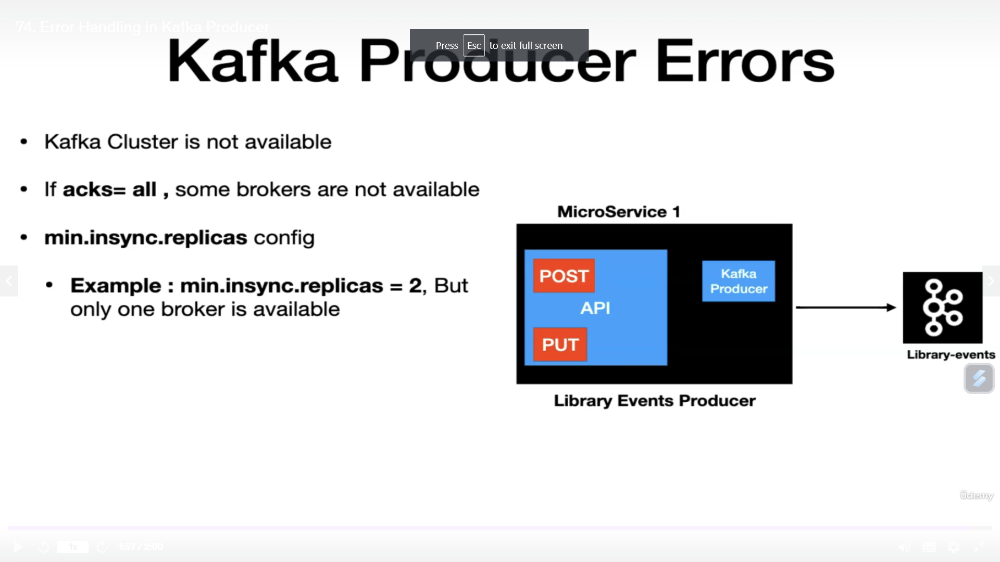 74. Error Handling in Kafka Producer
Press Esc to exit full screen
Kafka Producer Errors
• Kafka Cluster is not available
• If acks= all , some brokers are not available
• min.insync.replicas config
• Example : min.insync.replicas = 2, But
only one broker is available
MicroService 1
POST
API
PUT
Kafka
Producer
Library-events
Library Events Producer
ûdemy
1x
1:57 / 2:00